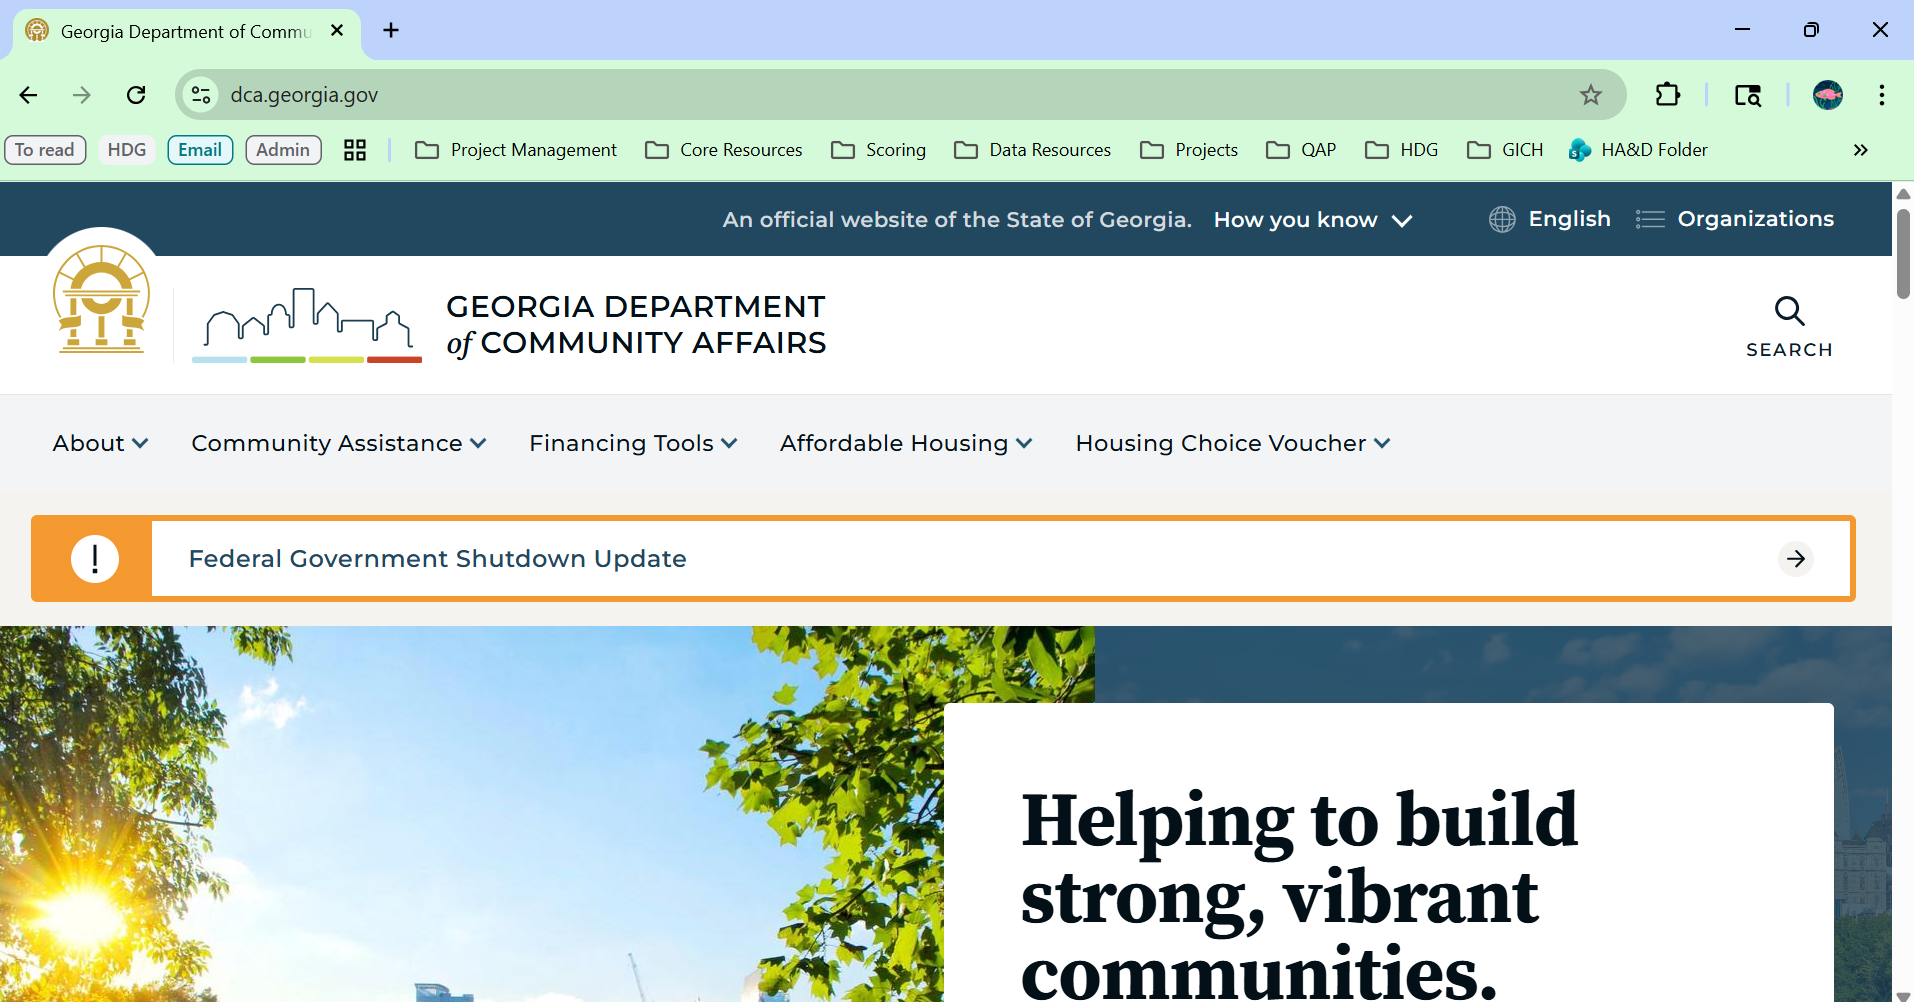 Georgia Department of Commu
dca.georgia.gov
To read HDG Email Admin Project Management Core Resources Scoring Data Resources Projects QAP HDG GICH HA&D Folder
An official website of the State of Georgia. How you know English Organizations
GEORGIA DEPARTMENT
of COMMUNITY AFFAIRS
SEARCH
About Community Assistance Financing Tools Affordable Housing Housing Choice Voucher
! Federal Government Shutdown Update
Helping to build
strong, vibrant
communities.